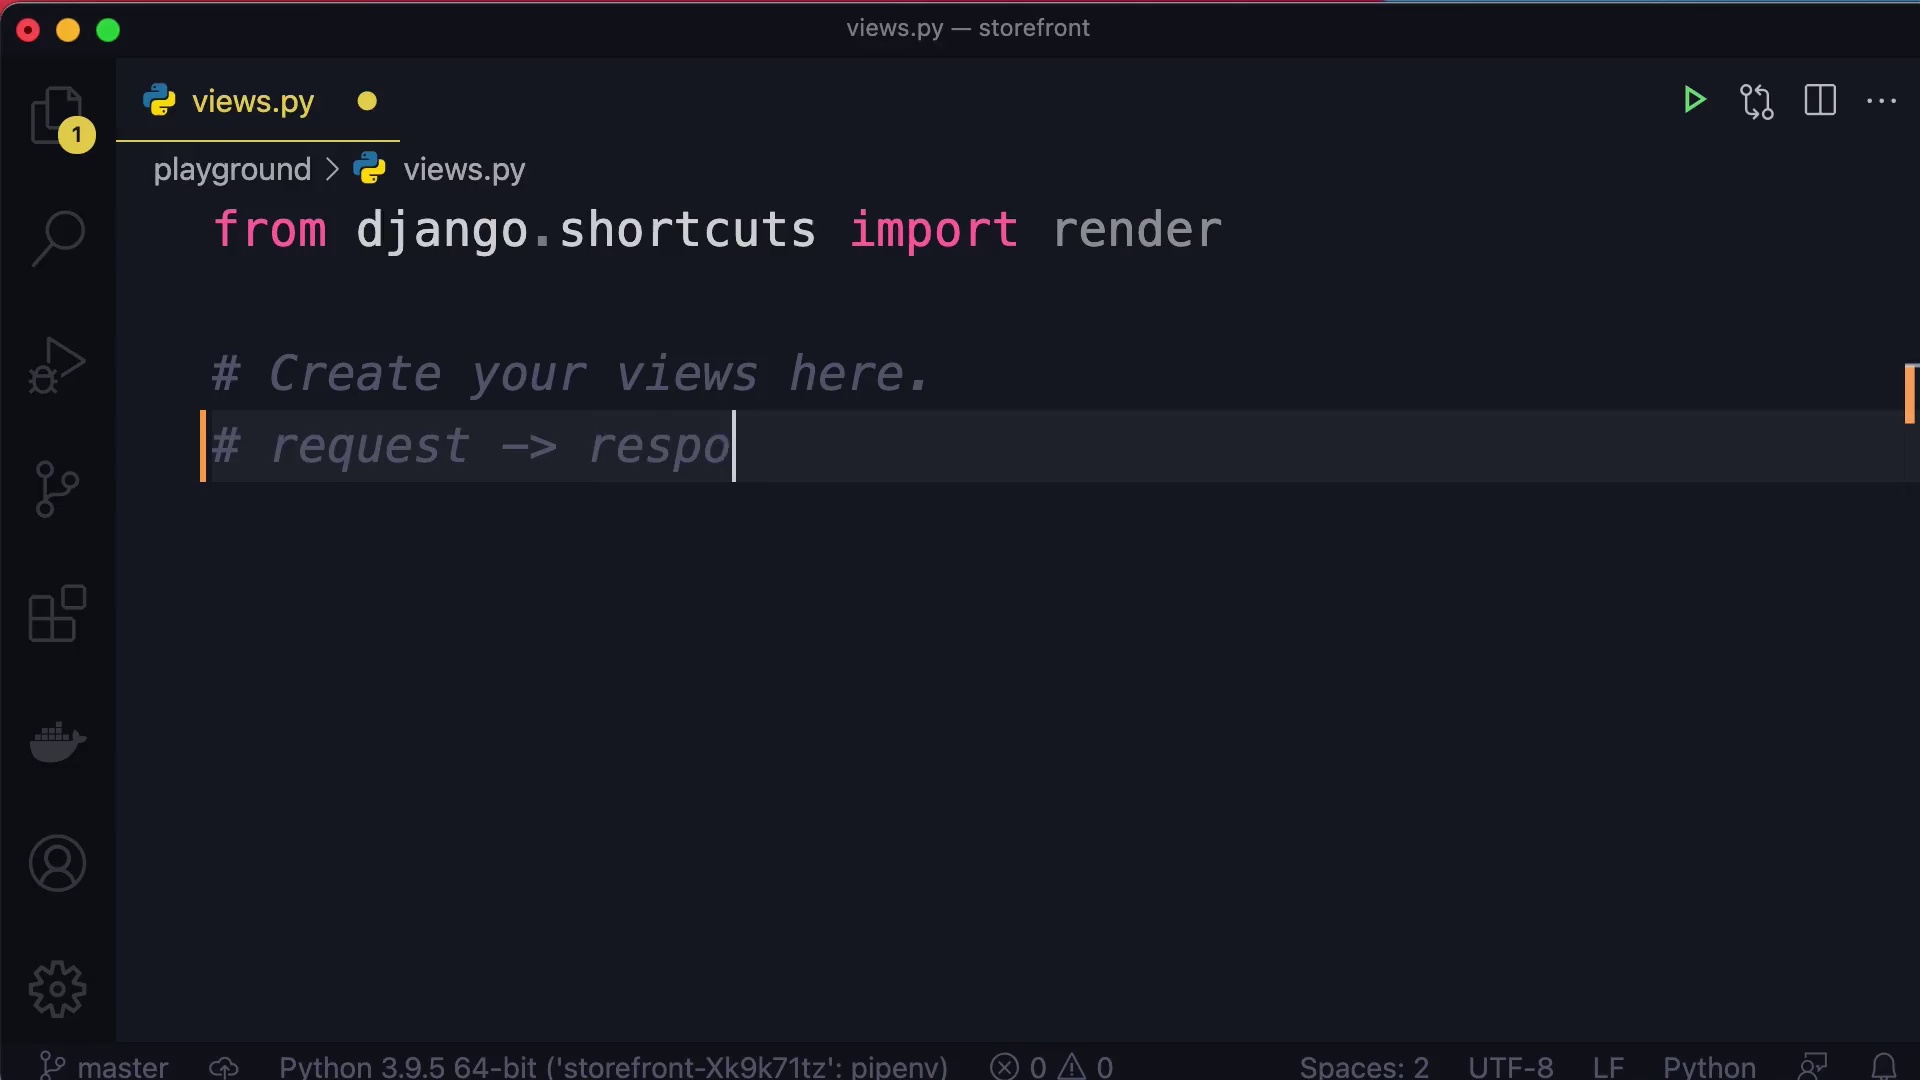 views.py — storefront
views.py
1
playground > views.py
from django.shortcuts import render
# Create your views here.
# request -> respo
master Python 3.9.5 64-bit ('storefront-Xk9k71tz': pipenv) 0 0 Spaces: 2 UTF-8 LF Python